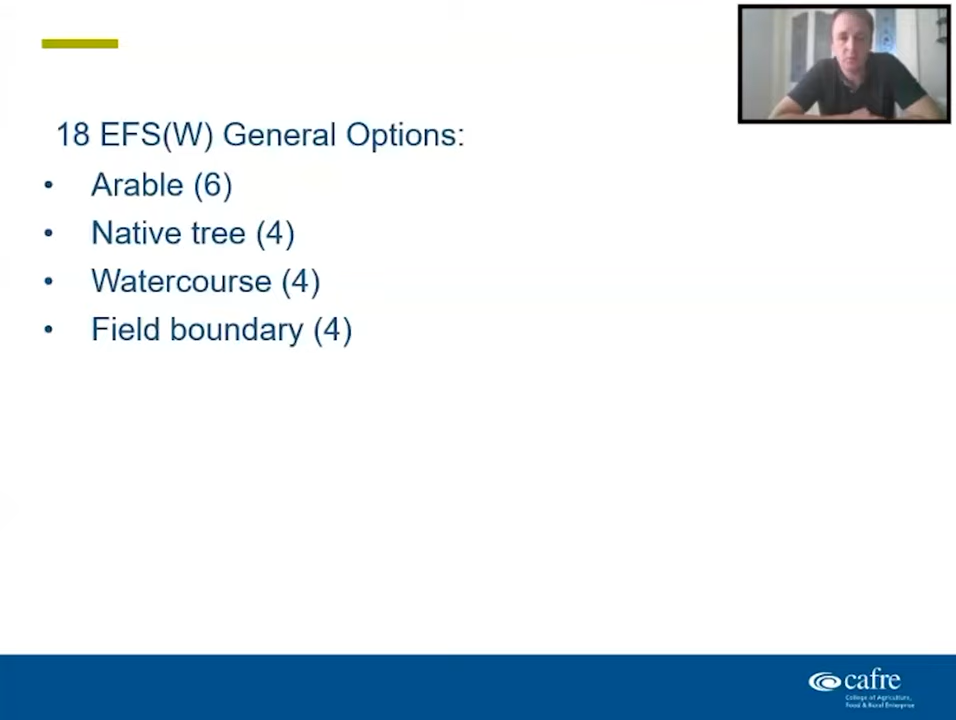 18 EFS(W) General Options:
• Arable (6)
• Native tree (4)
• Watercourse (4)
• Field boundary (4)
cafre
College of Agriculture,
Food & Rural Enterprise